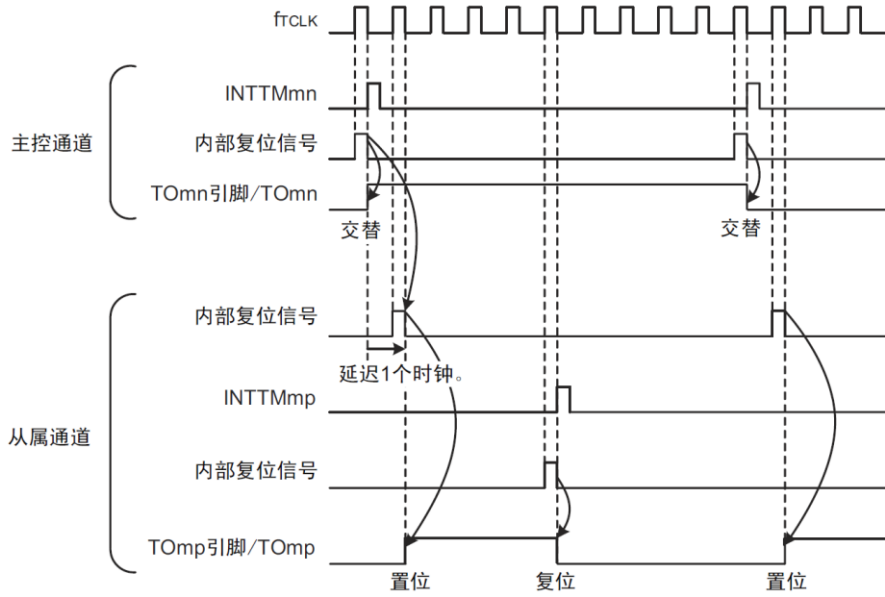 fTCLK
INTTMmn
主控通道
内部复位信号
TOmn引脚/TOmn
交替
交替
内部复位信号
延迟1个时钟。
INTTMmp
从属通道
内部复位信号
TOmp引脚/TOmp
置位
复位
置位